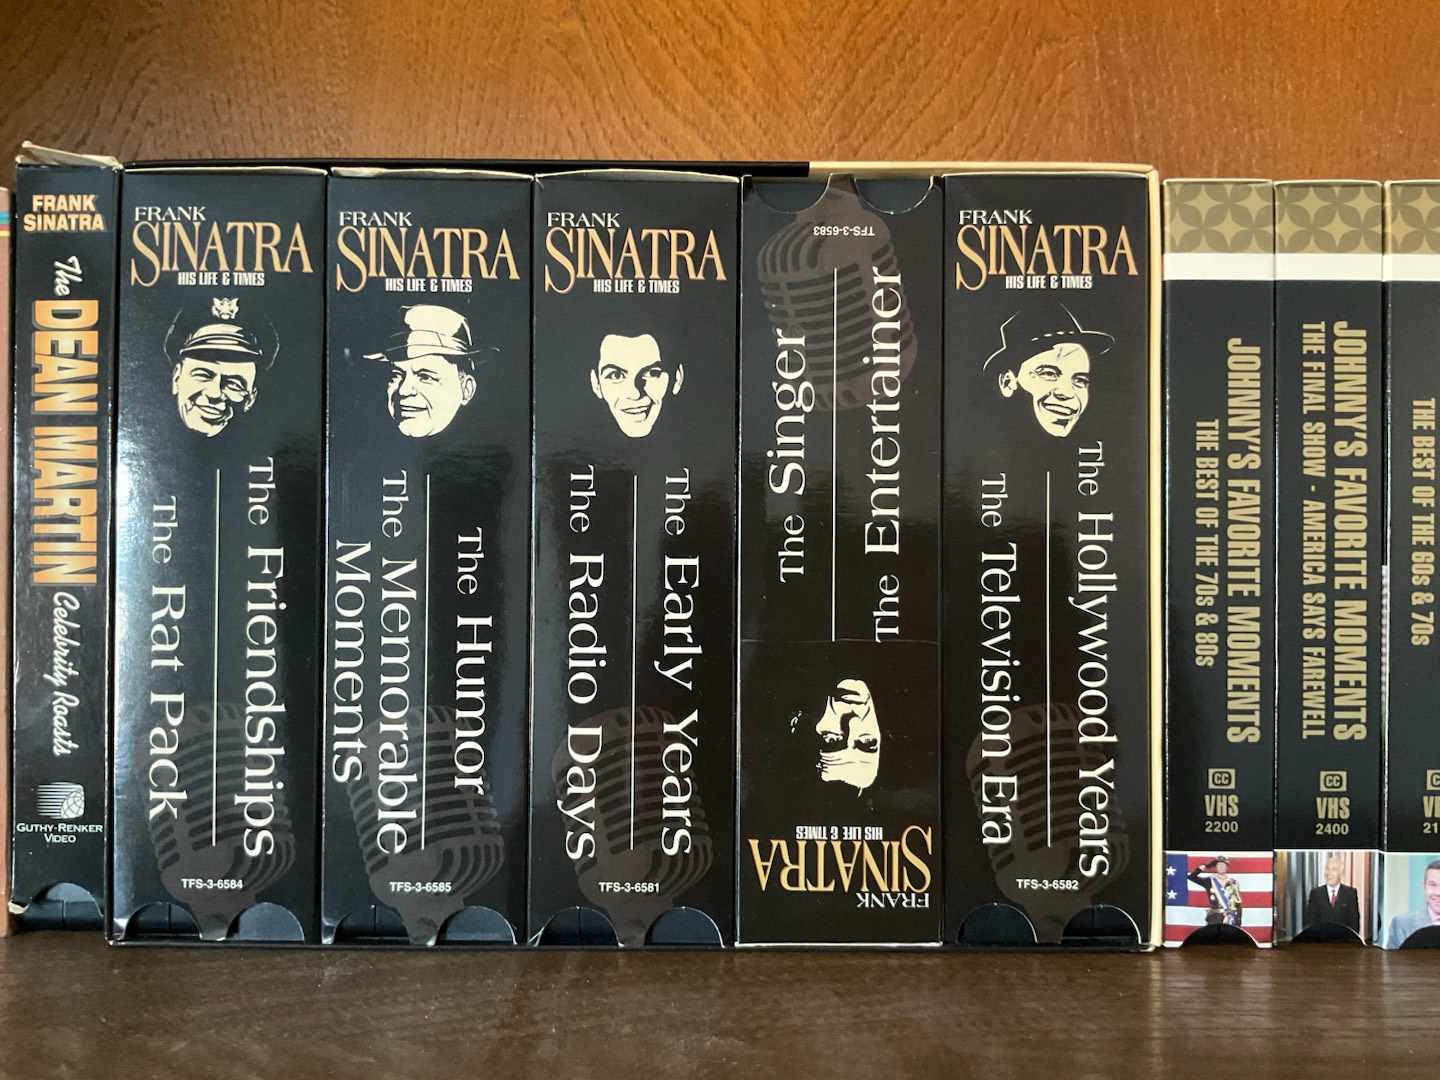 FRANK
SINATRA
The DEAN MARTIN Celebrity Roasts
GUTHY-RENKER
VIDEO
FRANK
SINATRA
HIS LIFE & TIMES
The Friendships
The Rat Pack
TFS-3-6584
FRANK
SINATRA
HIS LIFE & TIMES
The Humor
The Memorable
Moments
TFS-3-6585
FRANK
SINATRA
HIS LIFE & TIMES
The Early Years
The Radio Days
TFS-3-6581
FRANK
SINATRA
HIS LIFE & TIMES
The Singer
The Entertainer
TFS-3-6583
FRANK
SINATRA
HIS LIFE & TIMES
The Hollywood Years
The Television Era
TFS-3-6582
JOHNNY'S FAVORITE MOMENTS
THE BEST OF THE 70s & 80s
CC
VHS
2200
JOHNNY'S FAVORITE MOMENTS
THE FINAL SHOW - AMERICA SAYS FAREWELL
CC
VHS
2400
THE BEST OF THE 60s & 70s